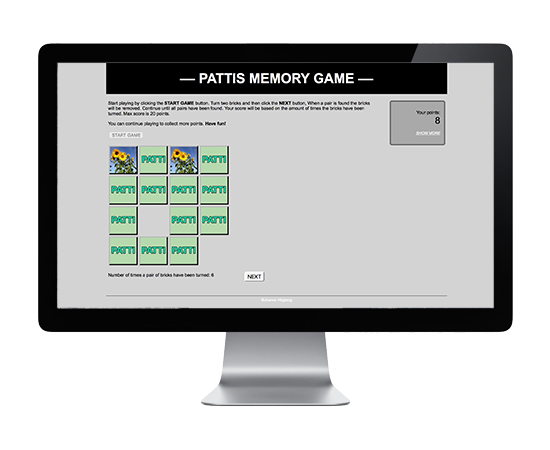 — PATTIS MEMORY GAME —
Start playing by clicking the START GAME button. Turn two bricks and then click the NEXT button. When a pair is found the bricks
will be removed. Continue until all pairs have been found. Your score will be based on the amount of times the bricks have been
turned. Max score is 20 points.
You can continue playing to collect more points. Have fun!
START GAME
Your points:
8
SHOW MORE
PATTI PATTI
PATTI PATTI PATTI PATTI
PATTI PATTI PATTI
PATTI PATTI PATTI
Number of times a pair of bricks have been turned: 6
NEXT